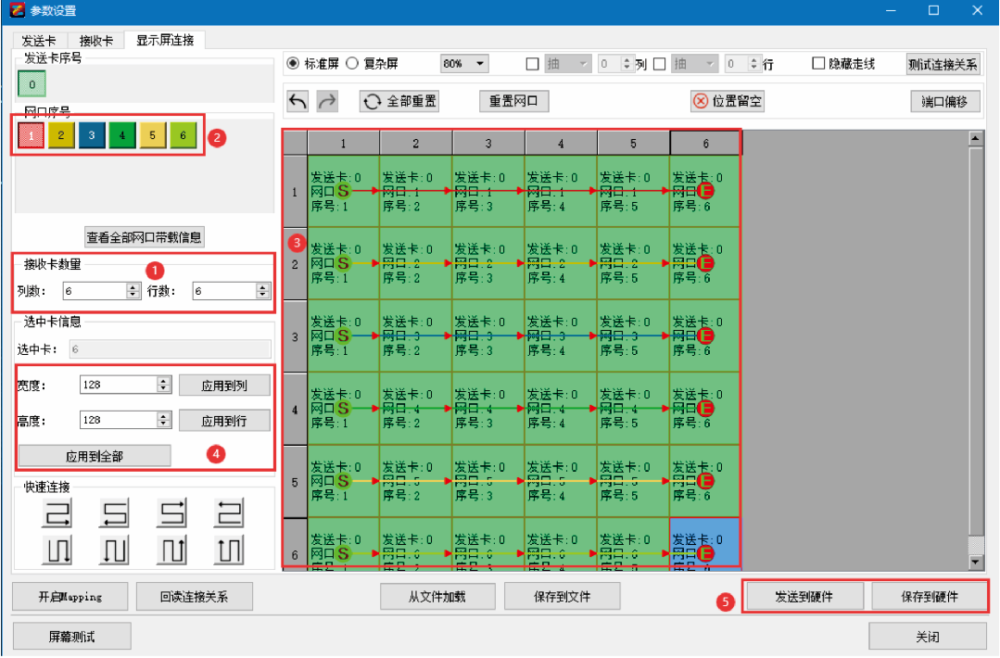 参数设置
发送卡 接收卡 显示屏连接
发送卡序号
0
网口序号
1 2 3 4 5 6 2
查看全部网口带载信息
接收卡数量 1
列数: 6 行数: 6
选中卡信息
选中卡: 6
宽度: 128 应用到列
高度: 128 应用到行
应用到全部 4
快速连接
标准屏 复杂屏 80% 抽 0 列 抽 0 行 隐藏走线 测试连接关系
全部重置 重置网口 位置留空 端口偏移
1 2 3 4 5 6
发送卡:0 发送卡:0 发送卡:0 发送卡:0 发送卡:0 发送卡:0
1 网口 S 网口:1 网口:1 网口:1 网口:1 网口 E
序号:1 序号:2 序号:3 序号:4 序号:5 序号:6
3
发送卡:0 发送卡:0 发送卡:0 发送卡:0 发送卡:0 发送卡:0
2 网口 S 网口:2 网口:2 网口:2 网口:2 网口 E
序号:1 序号:2 序号:3 序号:4 序号:5 序号:6
发送卡:0 发送卡:0 发送卡:0 发送卡:0 发送卡:0 发送卡:0
3 网口 S 网口:3 网口:3 网口:3 网口:3 网口 E
序号:1 序号:2 序号:3 序号:4 序号:5 序号:6
发送卡:0 发送卡:0 发送卡:0 发送卡:0 发送卡:0 发送卡:0
4 网口 S 网口:4 网口:4 网口:4 网口:4 网口 E
序号:1 序号:2 序号:3 序号:4 序号:5 序号:6
发送卡:0 发送卡:0 发送卡:0 发送卡:0 发送卡:0 发送卡:0
5 网口 S 网口:5 网口:5 网口:5 网口:5 网口 E
序号:1 序号:2 序号:3 序号:4 序号:5 序号:6
发送卡:0 发送卡:0 发送卡:0 发送卡:0 发送卡:0 发送卡:0
6 网口 S 网口:6 网口:6 网口:6 网口:6 网口 E
开启Mapping 回读连接关系 从文件加载 保存到文件 5 发送到硬件 保存到硬件
屏幕测试 关闭